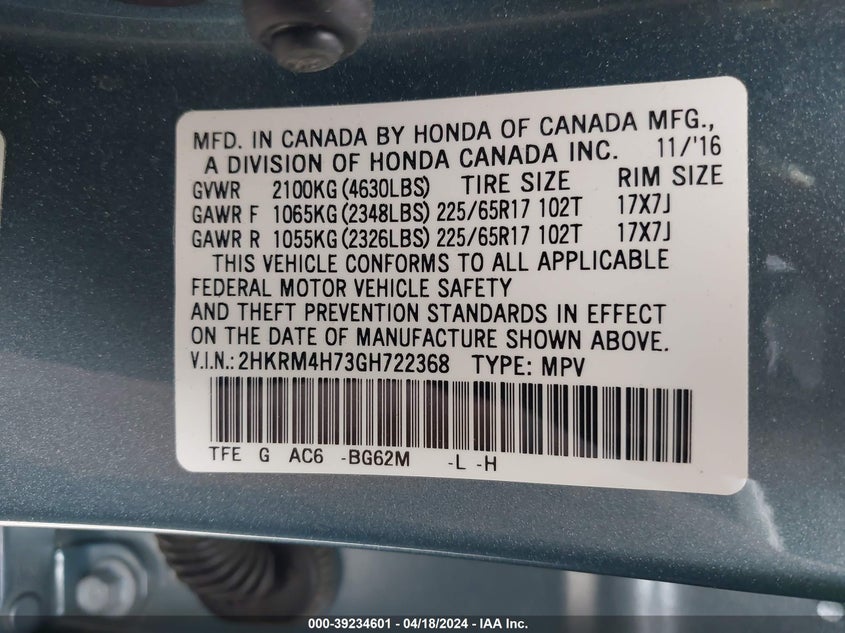 MFD. IN CANADA BY HONDA OF CANADA MFG.,
A DIVISION OF HONDA CANADA INC. 11/'16
GVWR 2100KG (4630LBS) TIRE SIZE RIM SIZE
GAWR F 1065KG (2348LBS) 225/65R17 102T 17X7J
GAWR R 1055KG (2326LBS) 225/65R17 102T 17X7J
THIS VEHICLE CONFORMS TO ALL APPLICABLE
FEDERAL MOTOR VEHICLE SAFETY
AND THEFT PREVENTION STANDARDS IN EFFECT
ON THE DATE OF MANUFACTURE SHOWN ABOVE.
V.I.N.: 2HKRM4H73GH722368 TYPE: MPV
TFE G AC6 -BG62M -L -H
000-39234601 - 04/18/2024 - IAA Inc.